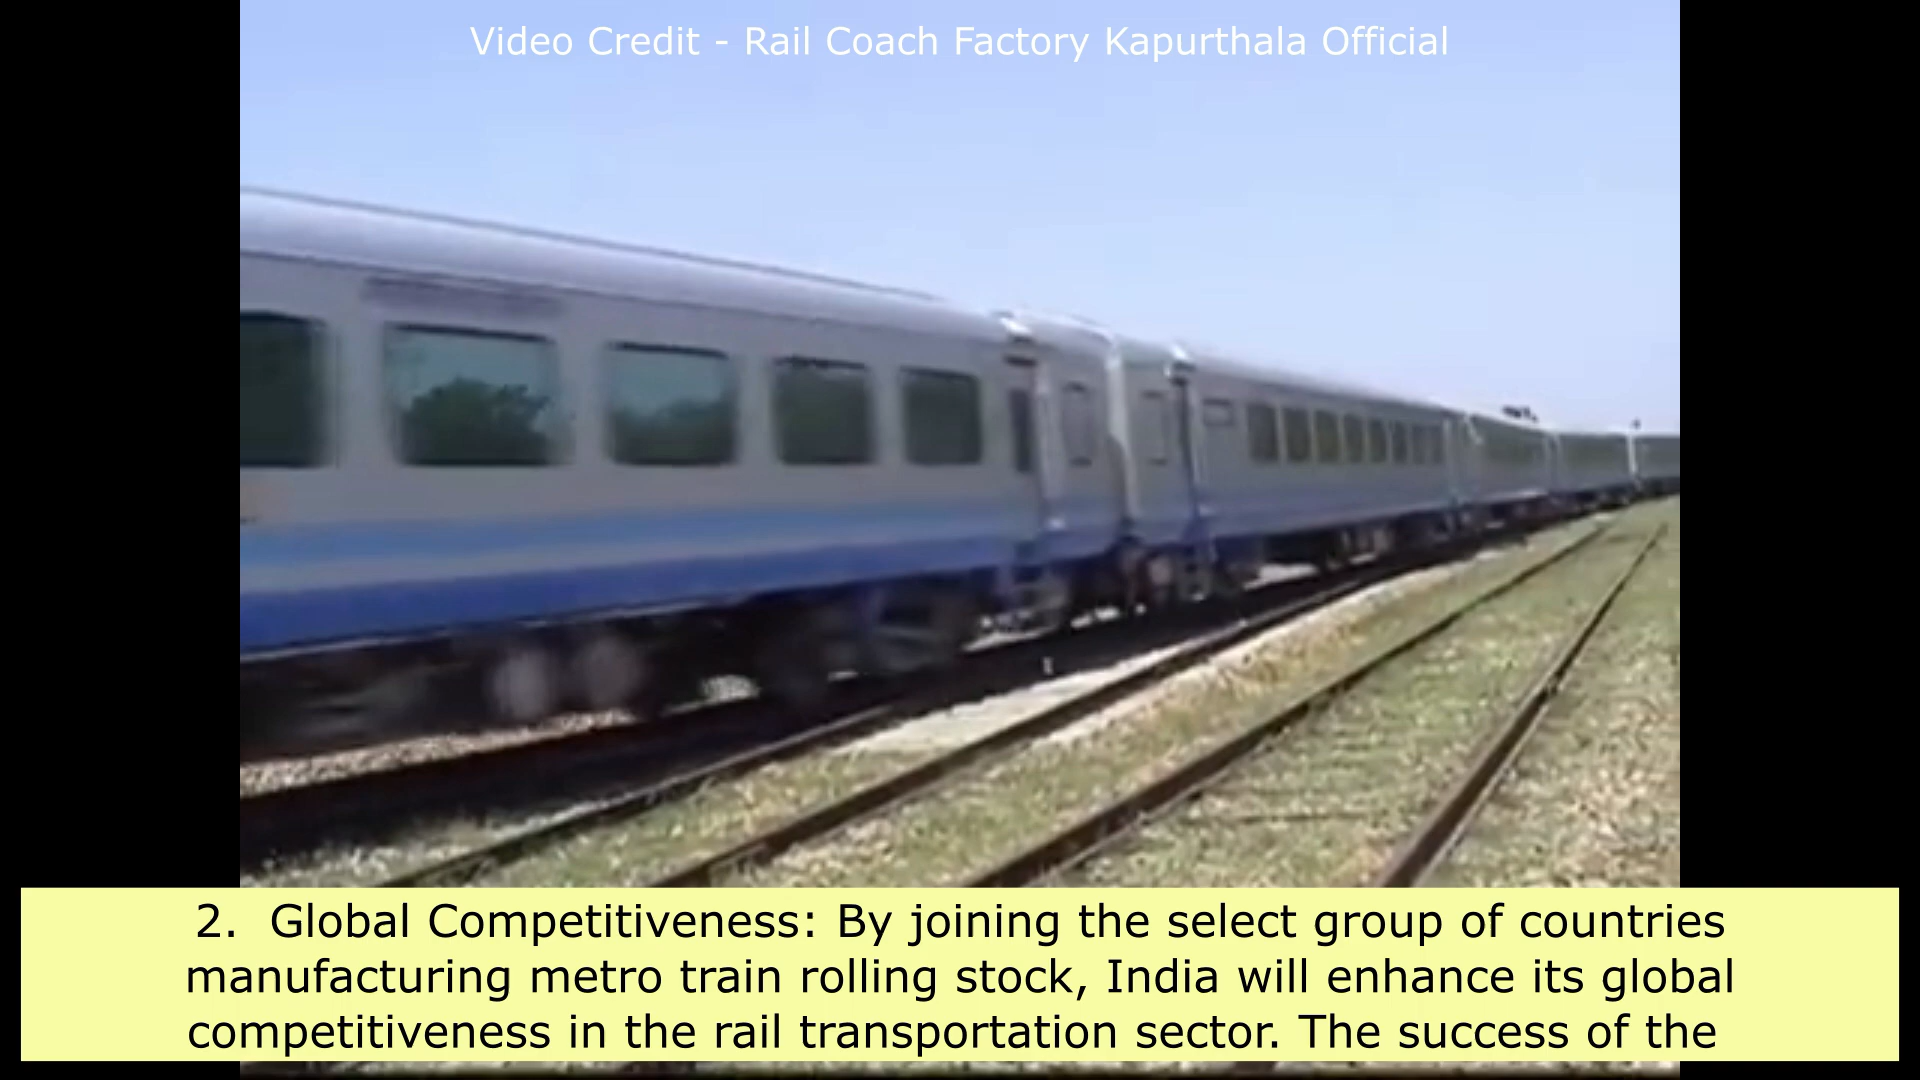 Video Credit - Rail Coach Factory Kapurthala Official
2.  Global Competitiveness: By joining the select group of countries
manufacturing metro train rolling stock, India will enhance its global
competitiveness in the rail transportation sector. The success of the